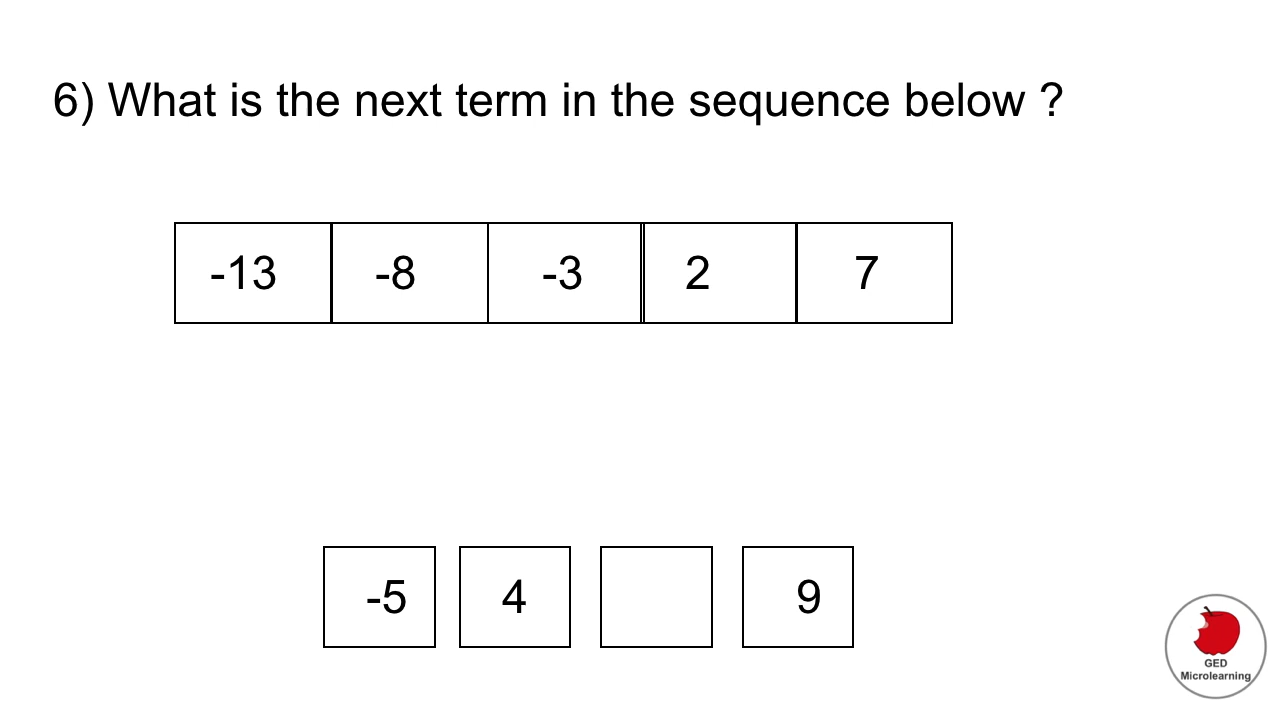 6) What is the next term in the sequence below ?
-13 -8 -3 2 7
-5 4 9
GED
Microlearning